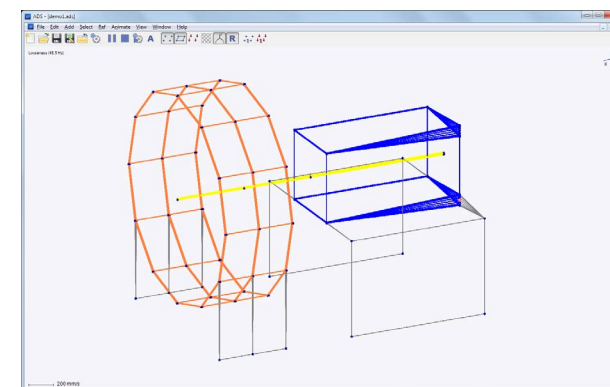 ADS - [demo1.ads]
File Edit Add Select Ref Animate View Window Help
A R
200 mm/s